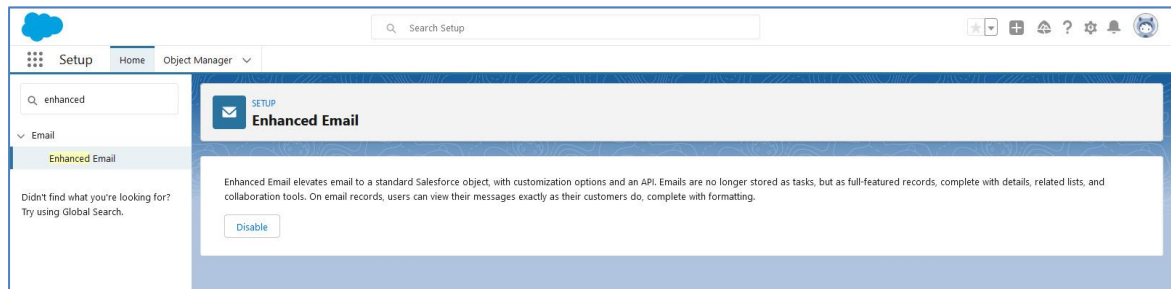 Search Setup
Setup
Home
Object Manager
enhanced
Email
Enhanced Email
Didn't find what you're looking for?
Try using Global Search.
SETUP
Enhanced Email
Enhanced Email elevates email to a standard Salesforce object, with customization options and an API. Emails are no longer stored as tasks, but as full-featured records, complete with details, related lists, and
collaboration tools. On email records, users can view their messages exactly as their customers do, complete with formatting.
Disable